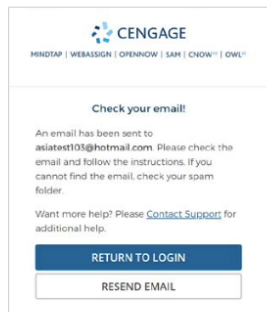 CENGAGE
MINDTAP | WEBASSIGN | OPENNOW | SAM | CNOWv2 | OWLv2
Check your email!
An email has been sent to
asiatest103@hotmail.com. Please check the
email and follow the instructions. If you
cannot find the email, check your spam
folder.
Want more help? Please Contact Support for
additional help.
RETURN TO LOGIN
RESEND EMAIL